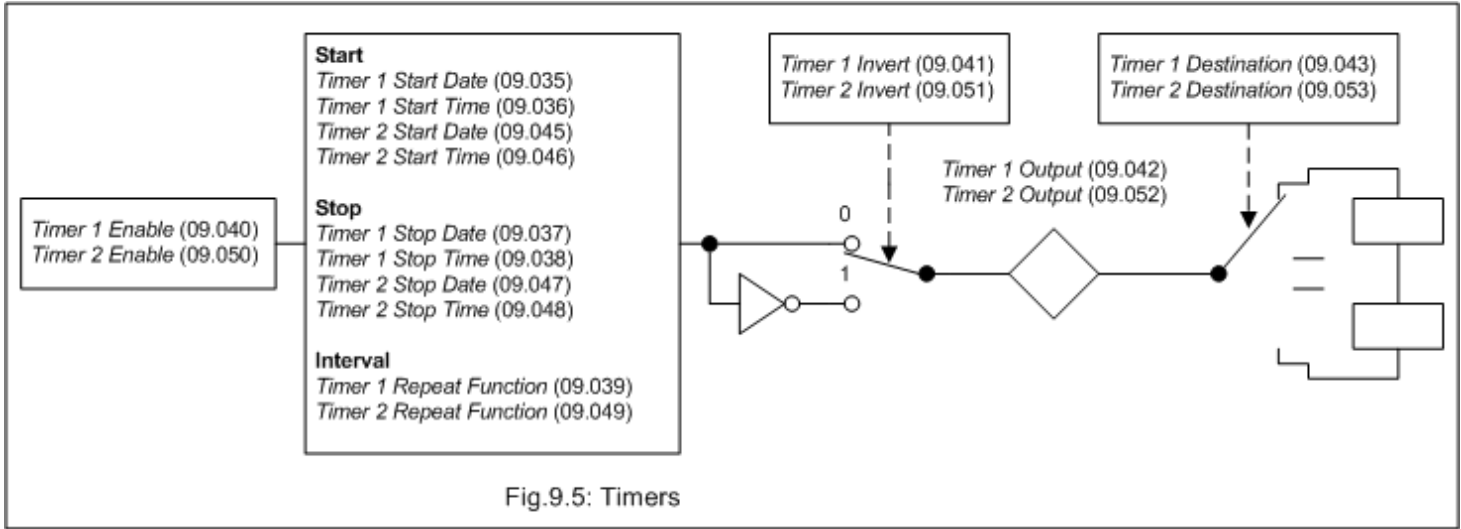 Timer 1 Enable (09.040)
Timer 2 Enable (09.050)
Start
Timer 1 Start Date (09.035)
Timer 1 Start Time (09.036)
Timer 2 Start Date (09.045)
Timer 2 Start Time (09.046)
Stop
Timer 1 Stop Date (09.037)
Timer 1 Stop Time (09.038)
Timer 2 Stop Date (09.047)
Timer 2 Stop Time (09.048)
Interval
Timer 1 Repeat Function (09.039)
Timer 2 Repeat Function (09.049)
Timer 1 Invert (09.041)
Timer 2 Invert (09.051)
0
1
Timer 1 Output (09.042)
Timer 2 Output (09.052)
Timer 1 Destination (09.043)
Timer 2 Destination (09.053)
Fig.9.5: Timers